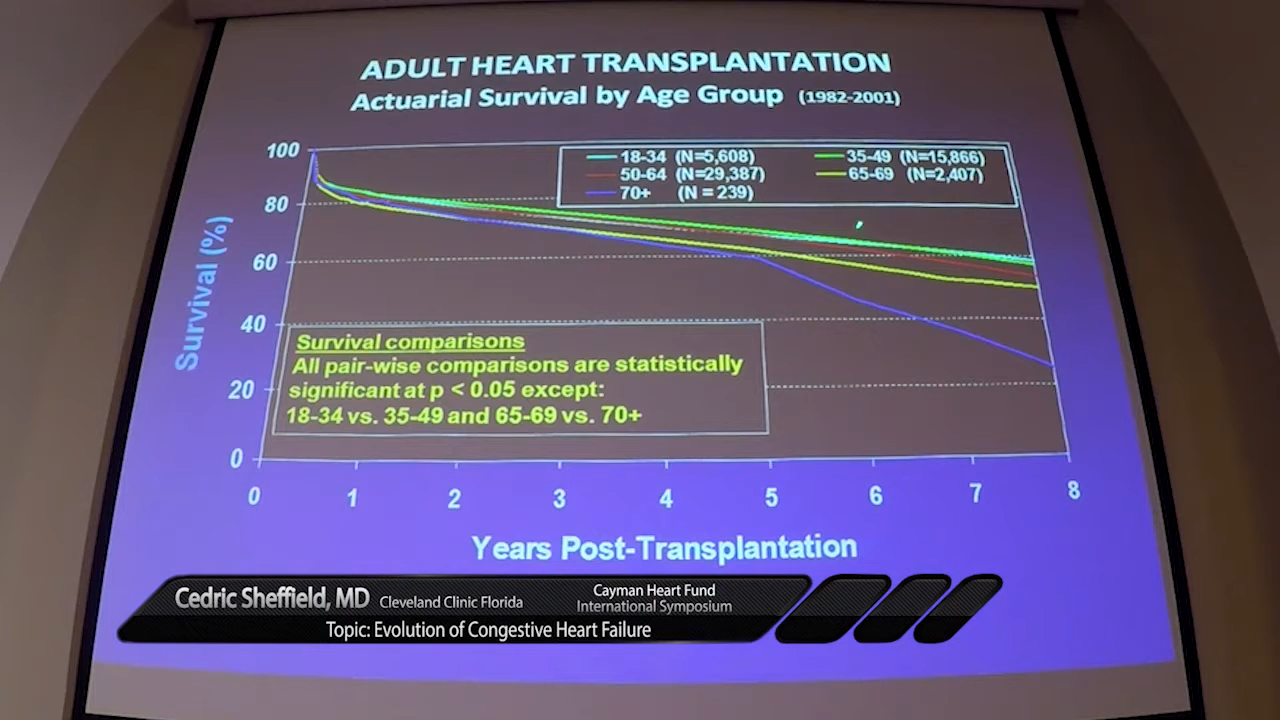 ADULT HEART TRANSPLANTATION
Actuarial Survival by Age Group (1982-2001)
18-34 (N=5,608)
35-49 (N=15,866)
50-64 (N=29,387)
65-69 (N=2,407)
70+ (N = 239)
Survival (%)
100
80
60
40
20
0
Survival comparisons
All pair-wise comparisons are statistically
significant at p < 0.05 except:
18-34 vs. 35-49 and 65-69 vs. 70+
0 1 2 3 4 5 6 7 8
Years Post-Transplantation
Cedric Sheffield, MD Cleveland Clinic Florida
Cayman Heart Fund
International Symposium
Topic: Evolution of Congestive Heart Failure